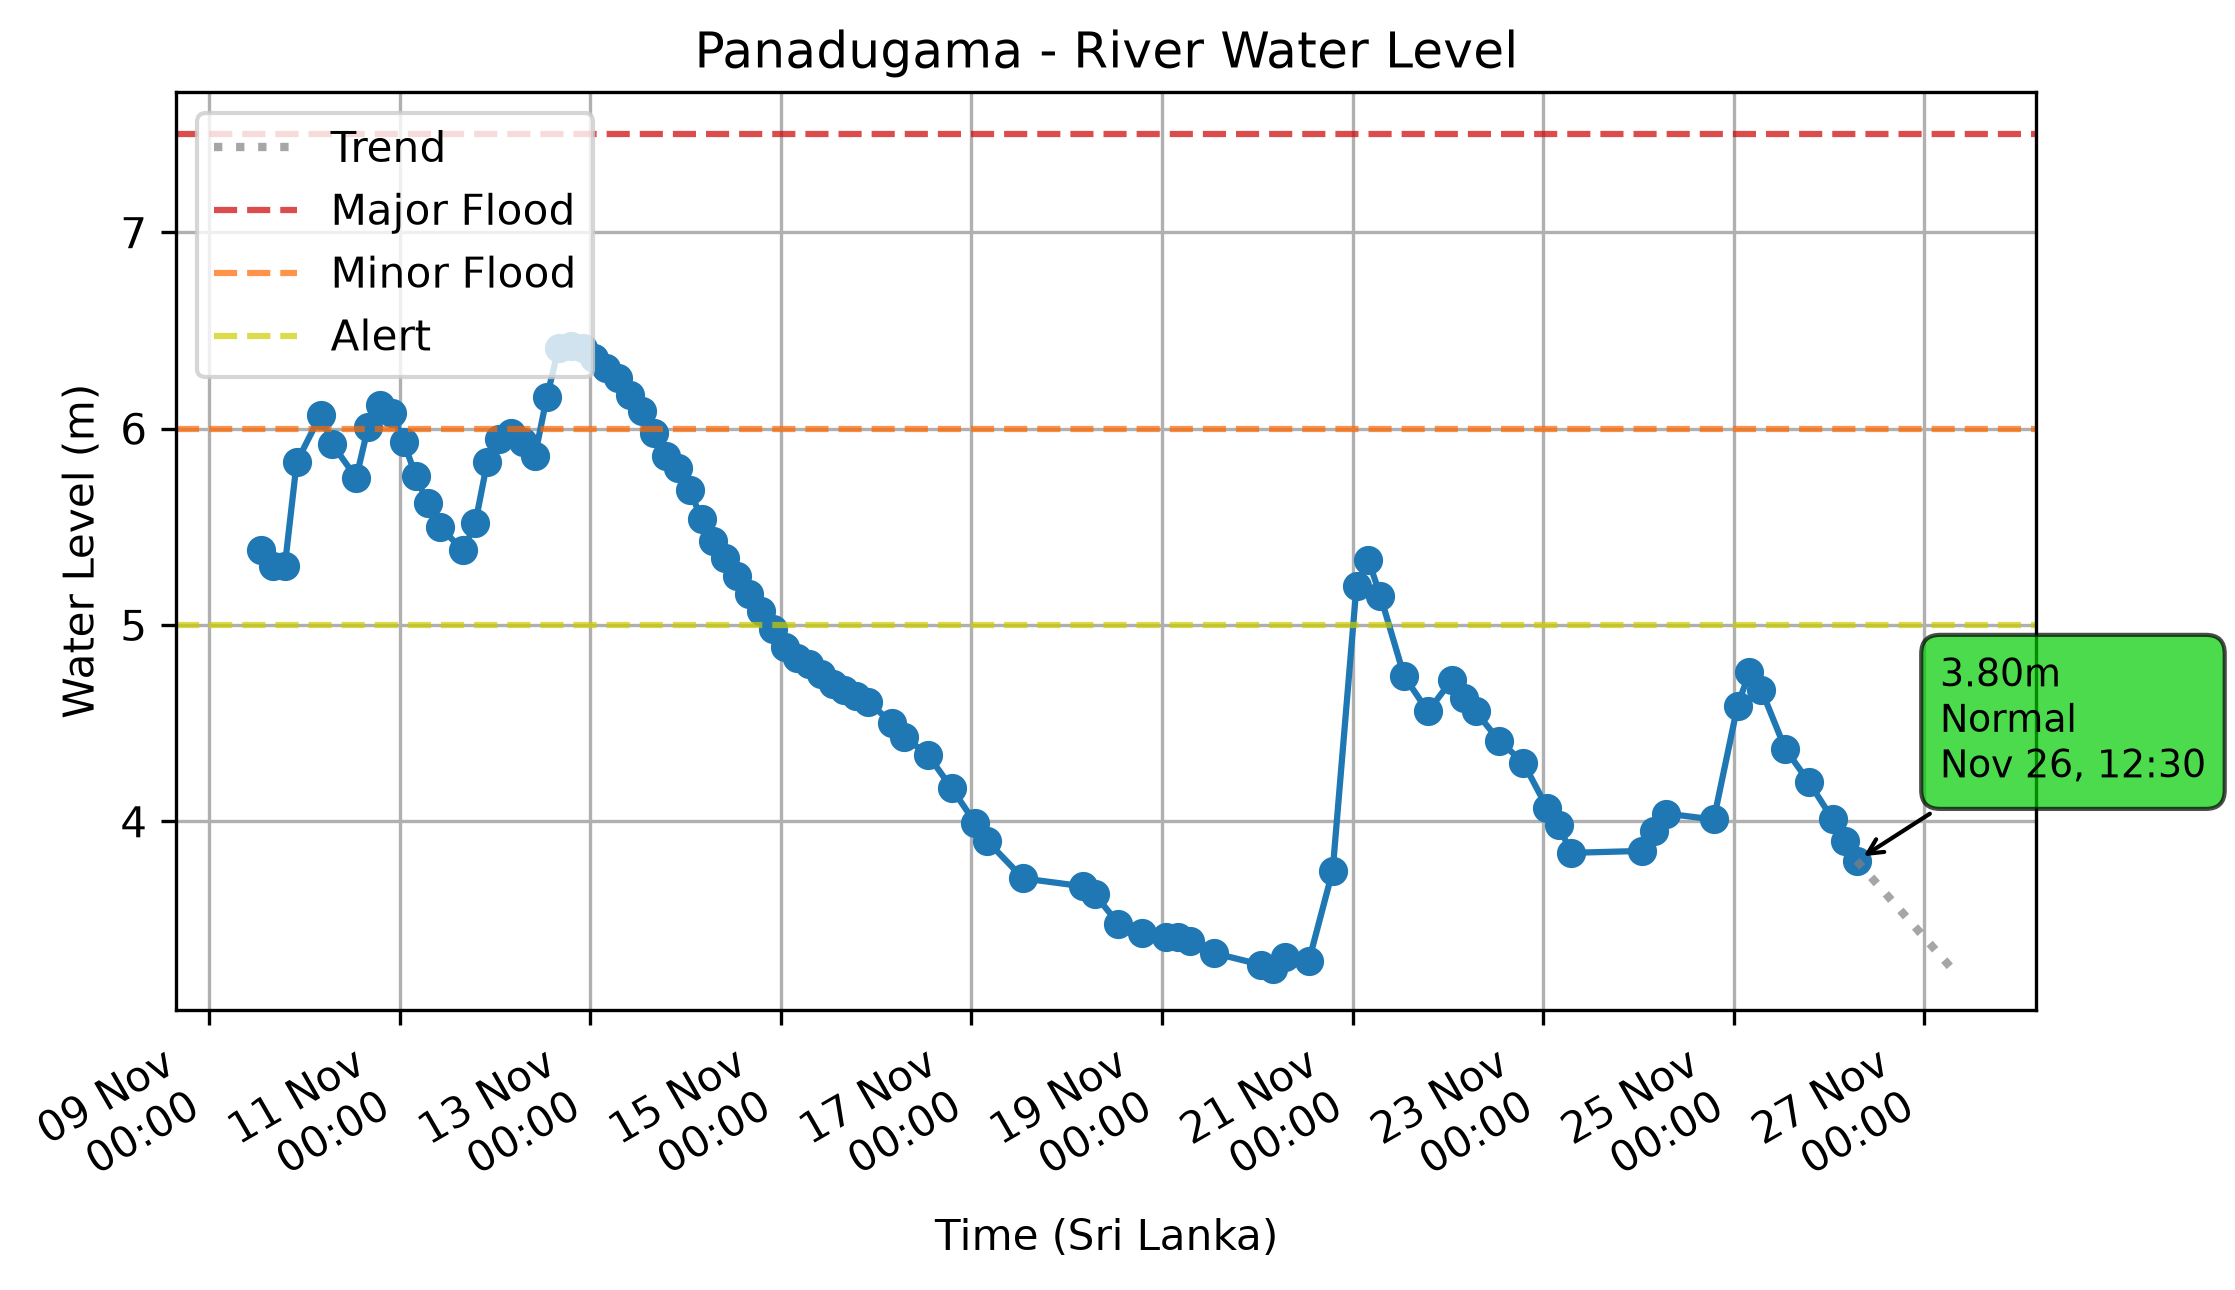 Panadugama - River Water Level
Trend
Major Flood
Minor Flood
Alert
7
6
5
4
Water Level (m)
3.80m
Normal
Nov 26, 12:30
09 Nov
00:00
11 Nov
00:00
13 Nov
00:00
15 Nov
00:00
17 Nov
00:00
19 Nov
00:00
21 Nov
00:00
23 Nov
00:00
25 Nov
00:00
27 Nov
00:00
Time (Sri Lanka)